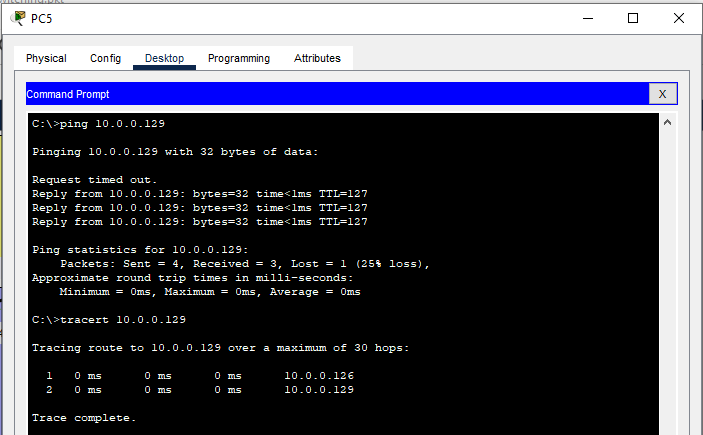 witching.pkt
PC5
Physical Config Desktop Programming Attributes
Command Prompt
X
C:\>ping 10.0.0.129
Pinging 10.0.0.129 with 32 bytes of data:
Request timed out.
Reply from 10.0.0.129: bytes=32 time<1ms TTL=127
Reply from 10.0.0.129: bytes=32 time<1ms TTL=127
Reply from 10.0.0.129: bytes=32 time<1ms TTL=127
Ping statistics for 10.0.0.129:
Packets: Sent = 4, Received = 3, Lost = 1 (25% loss),
Approximate round trip times in milli-seconds:
Minimum = 0ms, Maximum = 0ms, Average = 0ms
C:\>tracert 10.0.0.129
Tracing route to 10.0.0.129 over a maximum of 30 hops:
1 0 ms 0 ms 0 ms 10.0.0.126
2 0 ms 0 ms 0 ms 10.0.0.129
Trace complete.